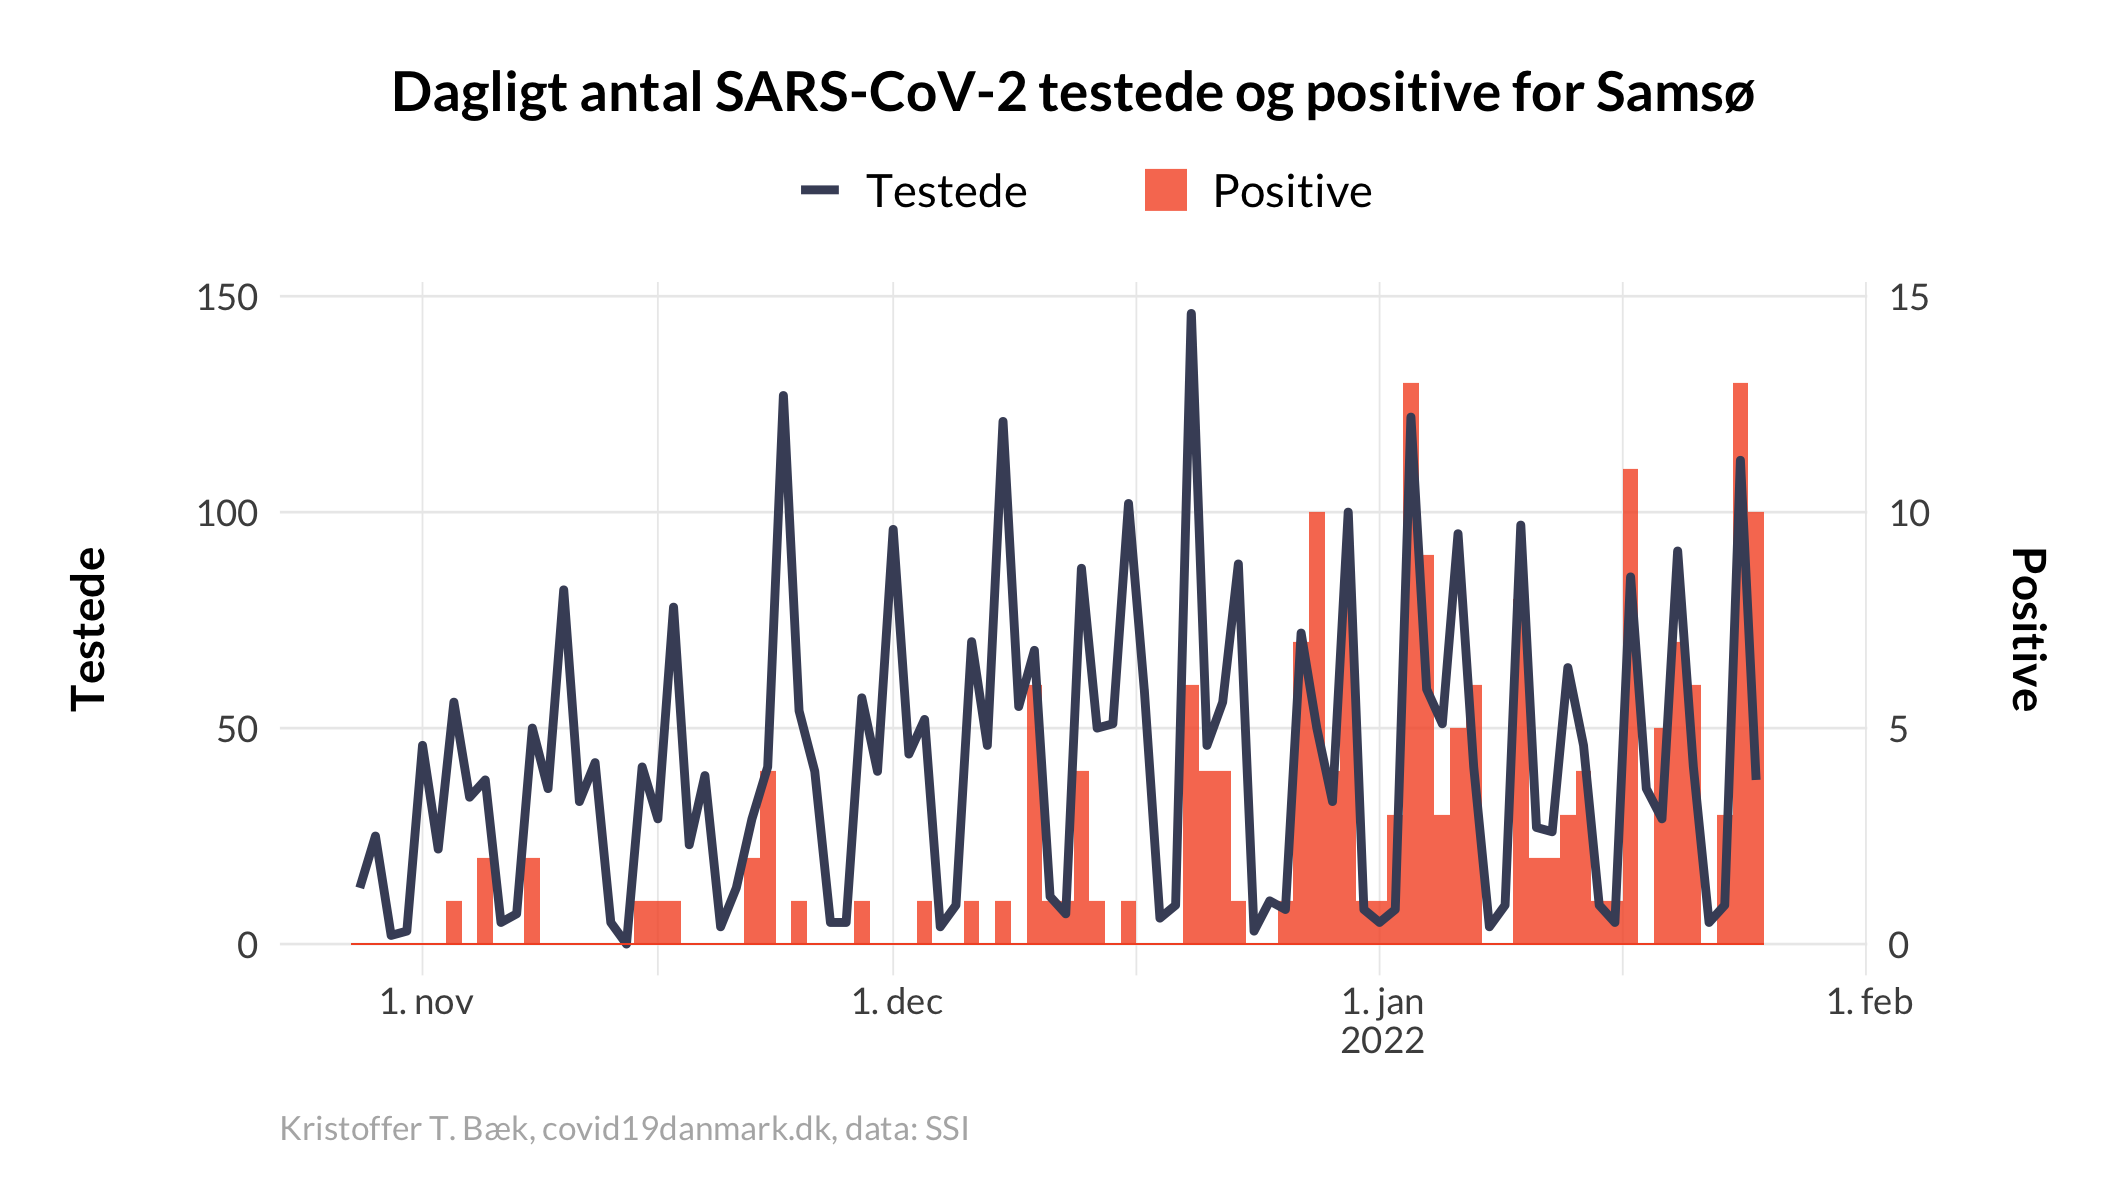 Dagligt antal SARS-CoV-2 testede og positive for Samsø
Testede Positive
150 15
100 10
50 5
0 0
Testede
Positive
1. nov 1. dec 1. jan 1. feb
2022
Kristoffer T. Bæk, covid19danmark.dk, data: SSI